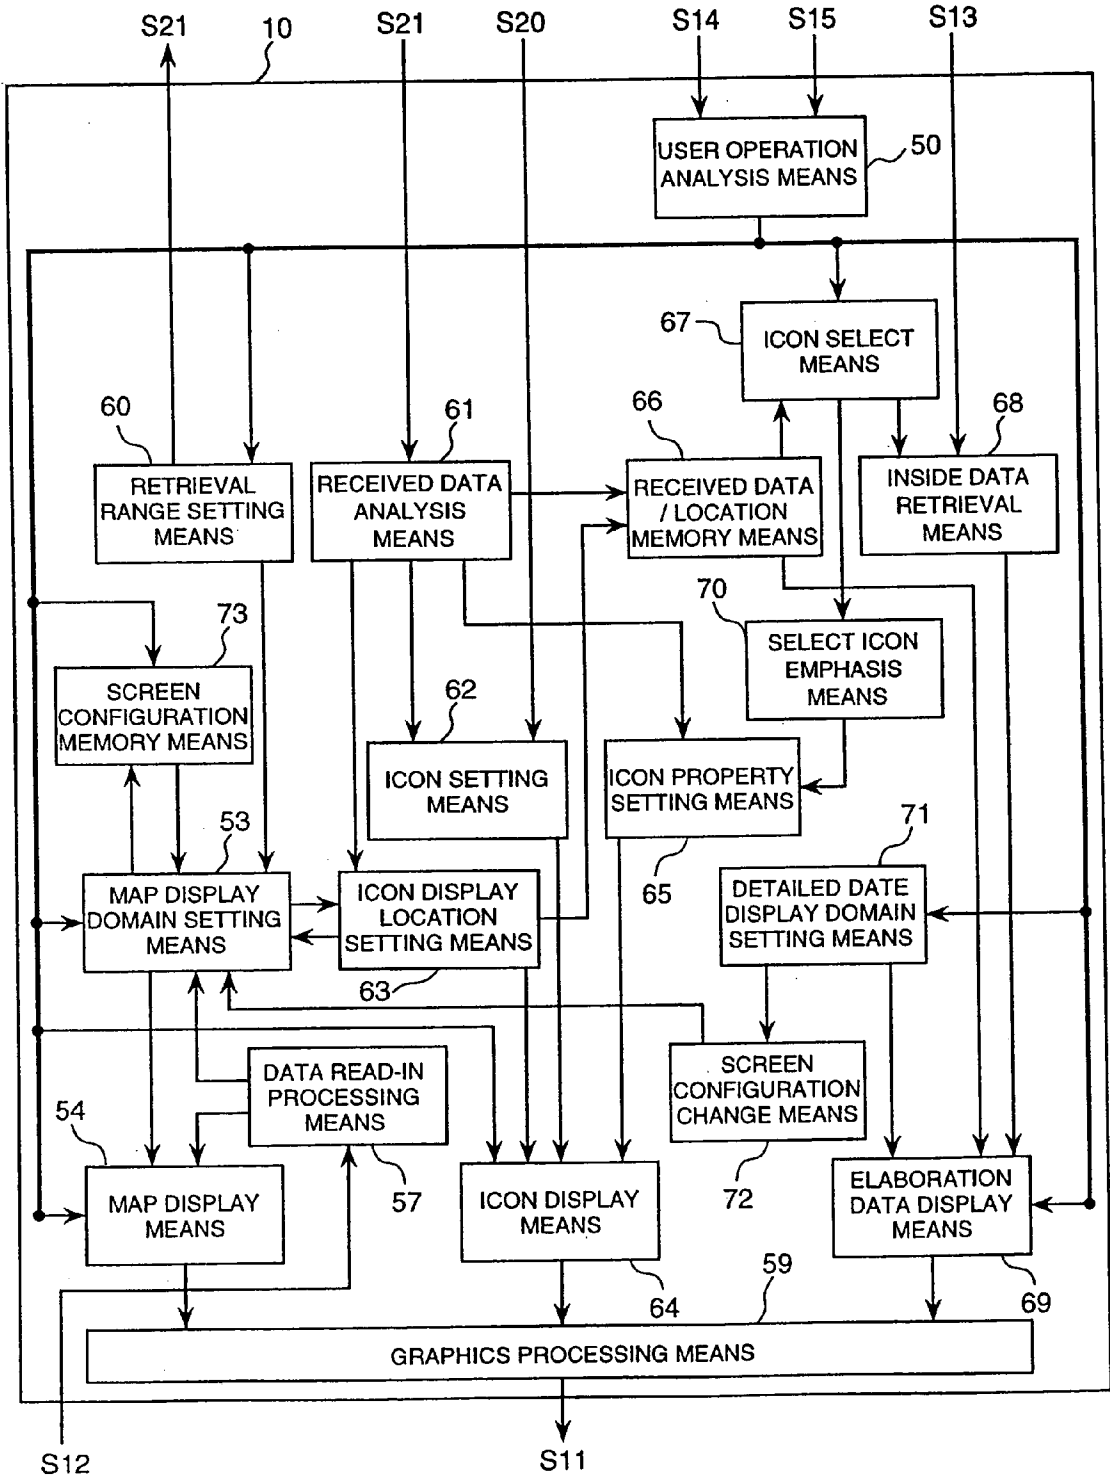 S21
10
S21
S20
S14
S15
S13
USER OPERATION
ANALYSIS MEANS
50
67
ICON SELECT
MEANS
60
61
66
68
RETRIEVAL
RANGE SETTING
MEANS
RECEIVED DATA
ANALYSIS
MEANS
RECEIVED DATA
/ LOCATION
MEMORY MEANS
INSIDE DATA
RETRIEVAL
MEANS
73
70
SCREEN
CONFIGURATION
MEMORY MEANS
62
SELECT ICON
EMPHASIS
MEANS
ICON SETTING
MEANS
ICON PROPERTY
SETTING MEANS
53
65
71
MAP DISPLAY
DOMAIN SETTING
MEANS
ICON DISPLAY
LOCATION
SETTING MEANS
63
DETAILED DATE
DISPLAY DOMAIN
SETTING MEANS
DATA READ-IN
PROCESSING
MEANS
57
SCREEN
CONFIGURATION
CHANGE MEANS
72
54
MAP DISPLAY
MEANS
ICON DISPLAY
MEANS
64
ELABORATION
DATA DISPLAY
MEANS
69
59
GRAPHICS PROCESSING MEANS
S12
S11